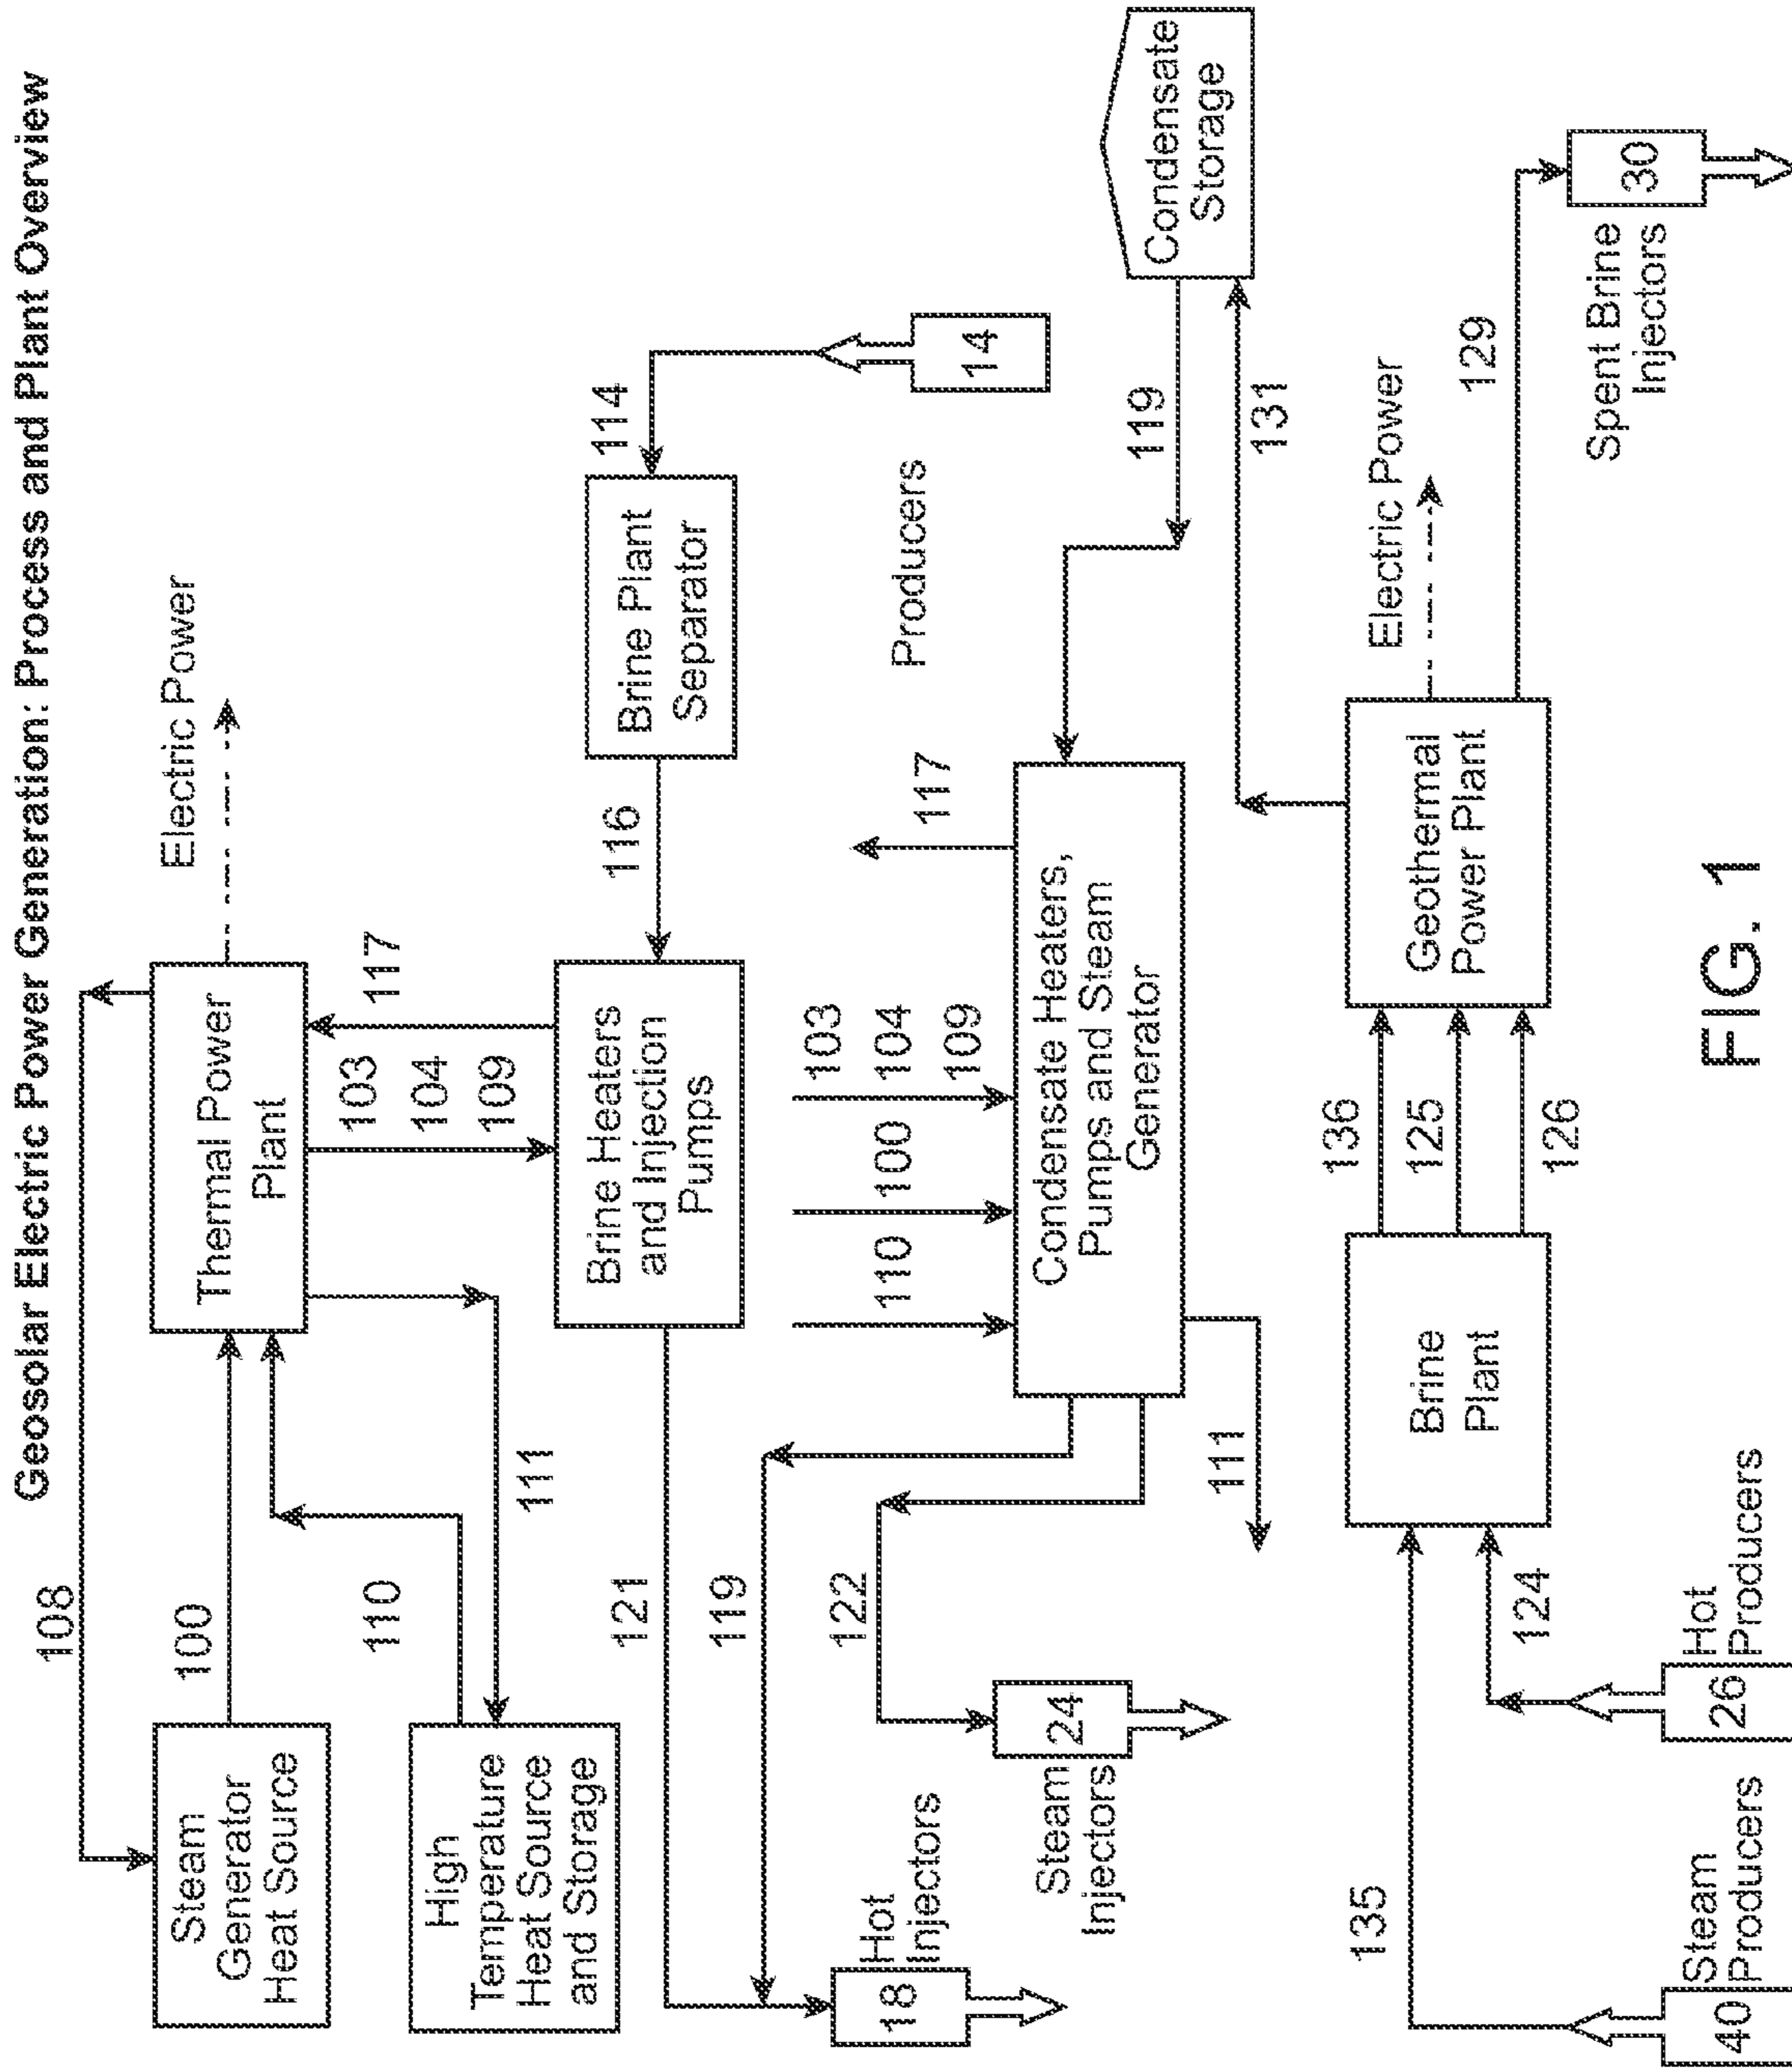 Geosolar Electric Power Generation: Process and Plant Overview
108
Steam
Generator
Heat Source
100
Thermal Power
Plant
Electric Power
High
Temperature
Heat Source
and Storage
110
111
103
104
109
117
Brine Heaters
and Injection
Pumps
116
Brine Plant
Separator
114
14
Producers
121
119
122
18
Hot
Injectors
24
Steam
Injectors
110
100
103
104
109
117
Condensate Heaters,
Pumps and Steam
Generator
111
119
Condensate
Storage
131
135
124
40
Steam
Producers
26
Hot
Producers
Brine
Plant
136
125
126
Geothermal
Power Plant
Electric Power
129
Spent Brine
Injectors
30
FIG. 1